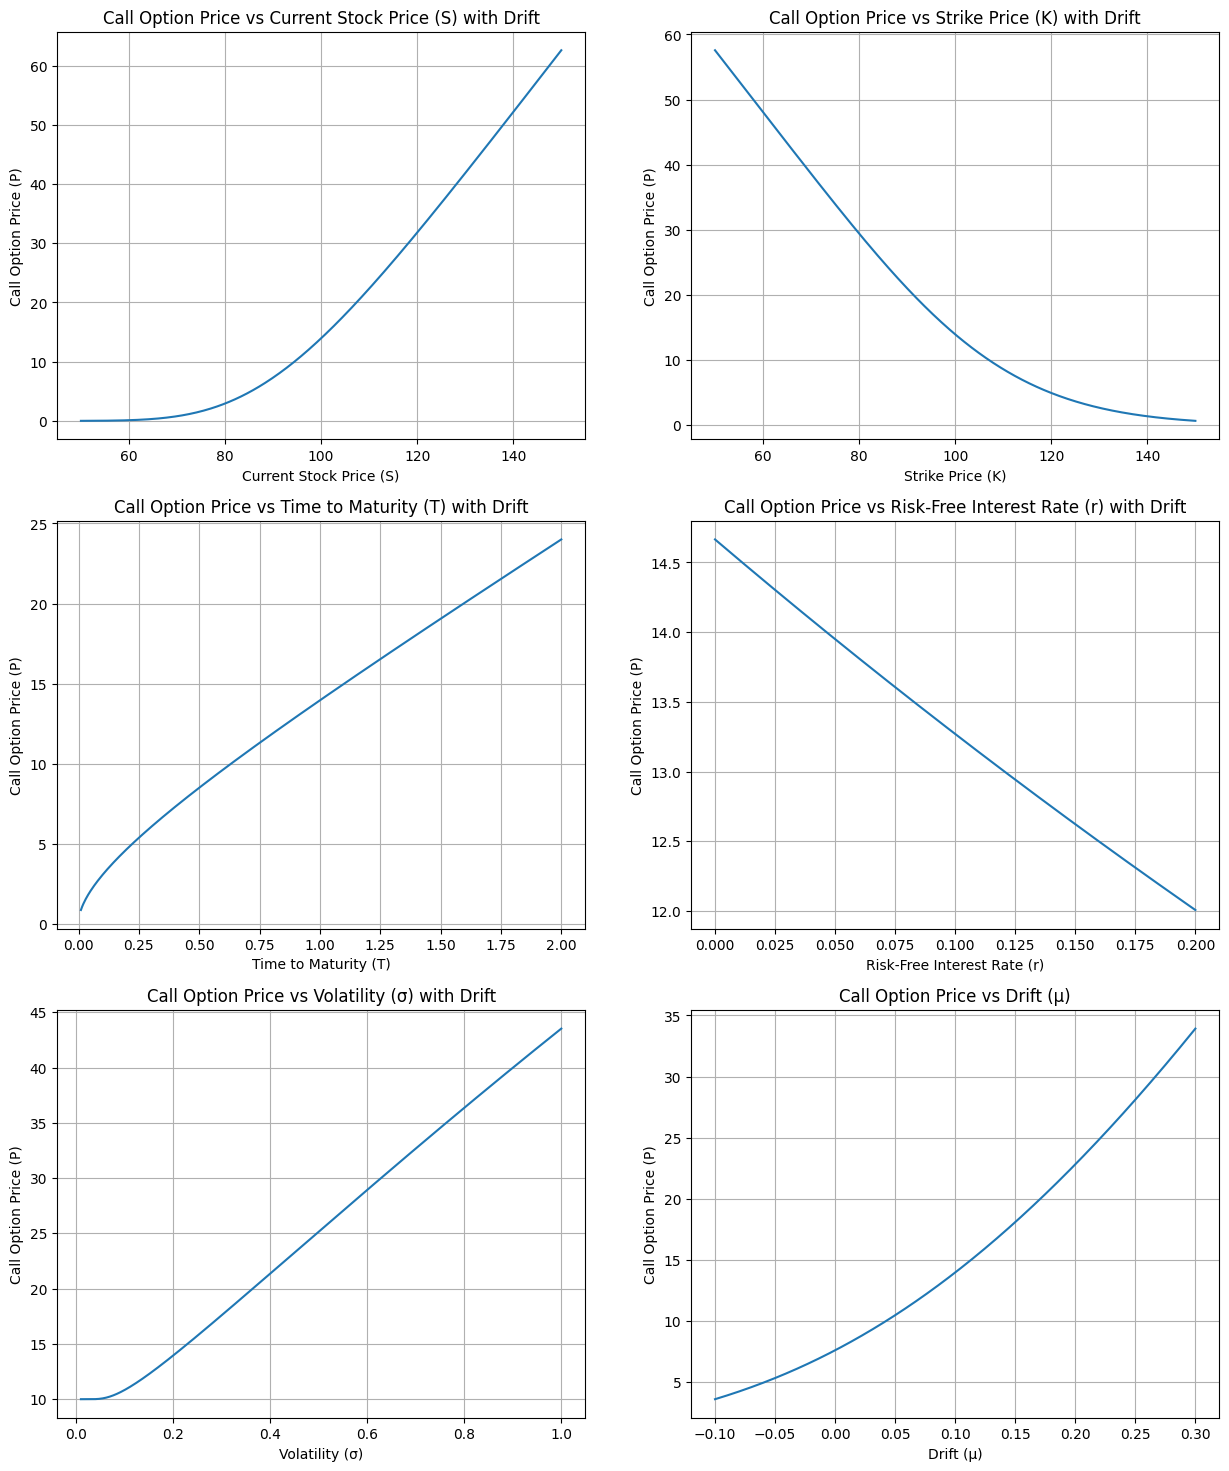 Call Option Price vs Current Stock Price (S) with Drift
Call Option Price (P)
60
50
40
30
20
10
0
60 80 100 120 140
Current Stock Price (S)
Call Option Price vs Strike Price (K) with Drift
Call Option Price (P)
60
50
40
30
20
10
0
60 80 100 120 140
Strike Price (K)
Call Option Price vs Time to Maturity (T) with Drift
Call Option Price (P)
25
20
15
10
5
0
0.00 0.25 0.50 0.75 1.00 1.25 1.50 1.75 2.00
Time to Maturity (T)
Call Option Price vs Risk-Free Interest Rate (r) with Drift
Call Option Price (P)
14.5
14.0
13.5
13.0
12.5
12.0
0.000 0.025 0.050 0.075 0.100 0.125 0.150 0.175 0.200
Risk-Free Interest Rate (r)
Call Option Price vs Volatility (σ) with Drift
Call Option Price (P)
45
40
35
30
25
20
15
10
0.0 0.2 0.4 0.6 0.8 1.0
Volatility (σ)
Call Option Price vs Drift (μ)
Call Option Price (P)
35
30
25
20
15
10
5
−0.10 −0.05 0.00 0.05 0.10 0.15 0.20 0.25 0.30
Drift (μ)